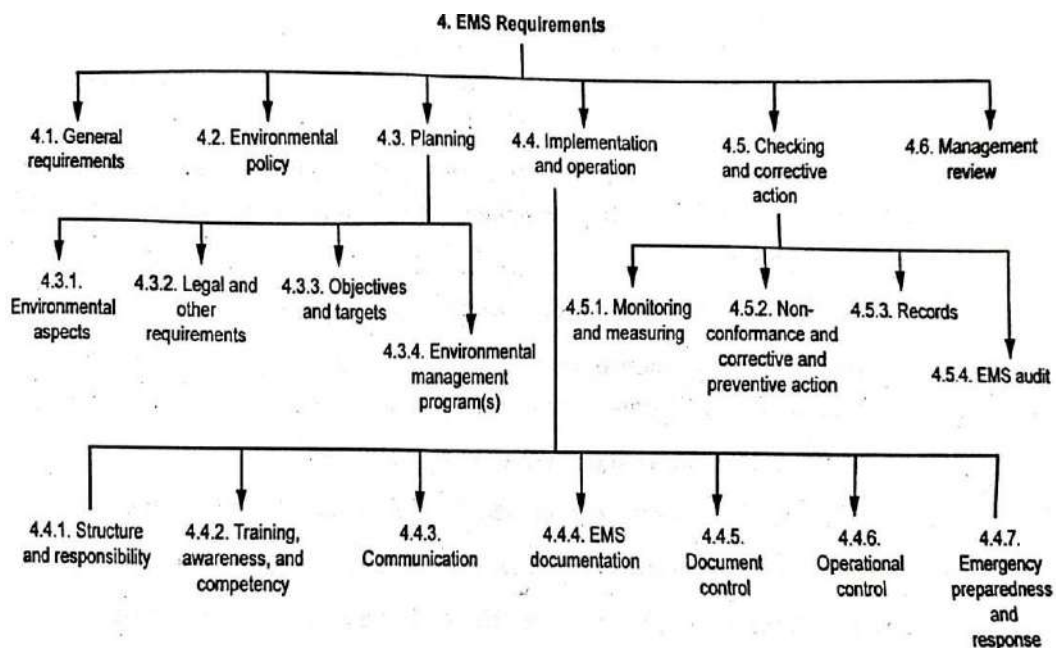 4. EMS Requirements
4.1. General
requirements
4.2. Environmental
policy
4.3. Planning
4.4. Implementation
and operation
4.5. Checking
and corrective
action
4.6. Management
review
4.3.1.
Environmental
aspects
4.3.2. Legal and
other
requirements
4.3.3. Objectives
and targets
4.3.4. Environmental
management
program(s)
4.5.1. Monitoring
and measuring
4.5.2. Non-
conformance and
corrective and
preventive action
4.5.3. Records
4.5.4. EMS audit
4.4.1. Structure
and responsibility
4.4.2. Training,
awareness, and
competency
4.4.3.
Communication
4.4.4. EMS
documentation
4.4.5.
Document
control
4.4.6.
Operational
control
4.4.7.
Emergency
preparedness
and
response